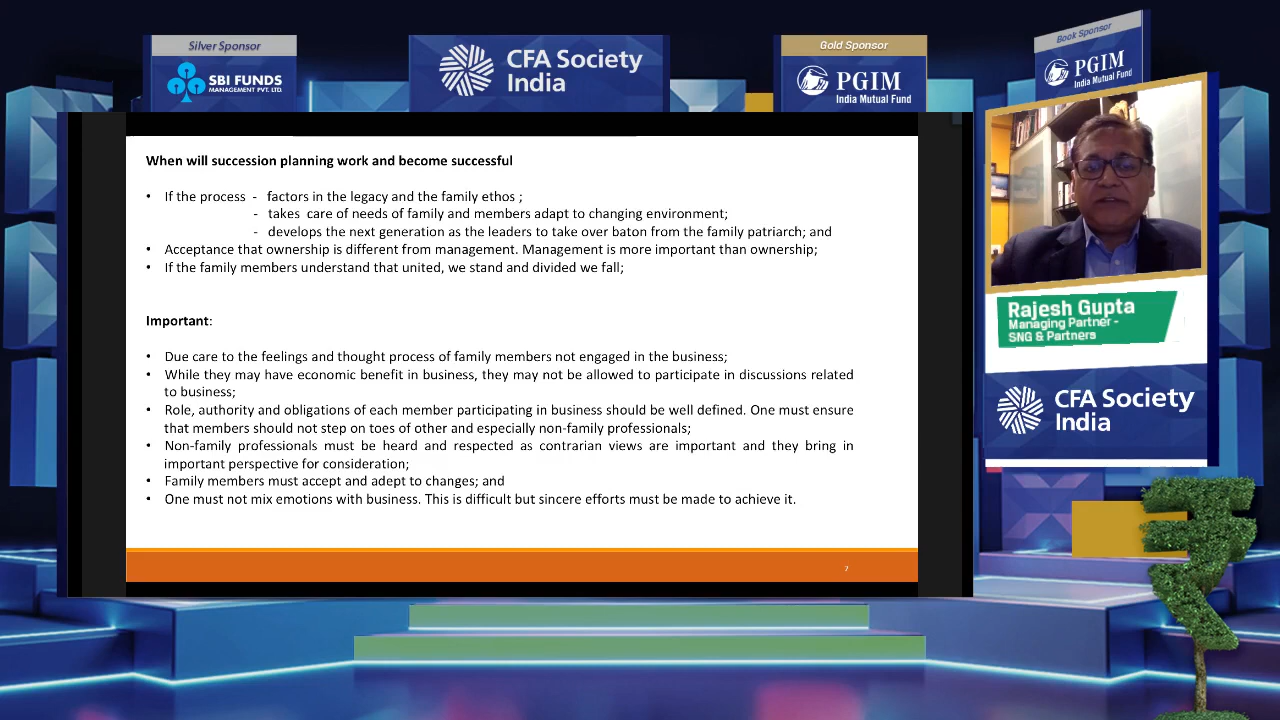 Silver Sponsor
SBI FUNDS
MANAGEMENT PVT. LTD.
CFA Society
India
Gold Sponsor
PGIM
India Mutual Fund
Book Sponsor
PGIM
India Mutual Fund
When will succession planning work and become successful
• If the process - factors in the legacy and the family ethos ;
- takes care of needs of family and members adapt to changing environment;
- develops the next generation as the leaders to take over baton from the family patriarch; and
• Acceptance that ownership is different from management. Management is more important than ownership;
• If the family members understand that united, we stand and divided we fall;
Important:
• Due care to the feelings and thought process of family members not engaged in the business;
• While they may have economic benefit in business, they may not be allowed to participate in discussions related
to business;
• Role, authority and obligations of each member participating in business should be well defined. One must ensure
that members should not step on toes of other and especially non-family professionals;
• Non-family professionals must be heard and respected as contrarian views are important and they bring in
important perspective for consideration;
• Family members must accept and adept to changes; and
• One must not mix emotions with business. This is difficult but sincere efforts must be made to achieve it.
7
Rajesh Gupta
Managing Partner -
SNG & Partners
CFA Society
India